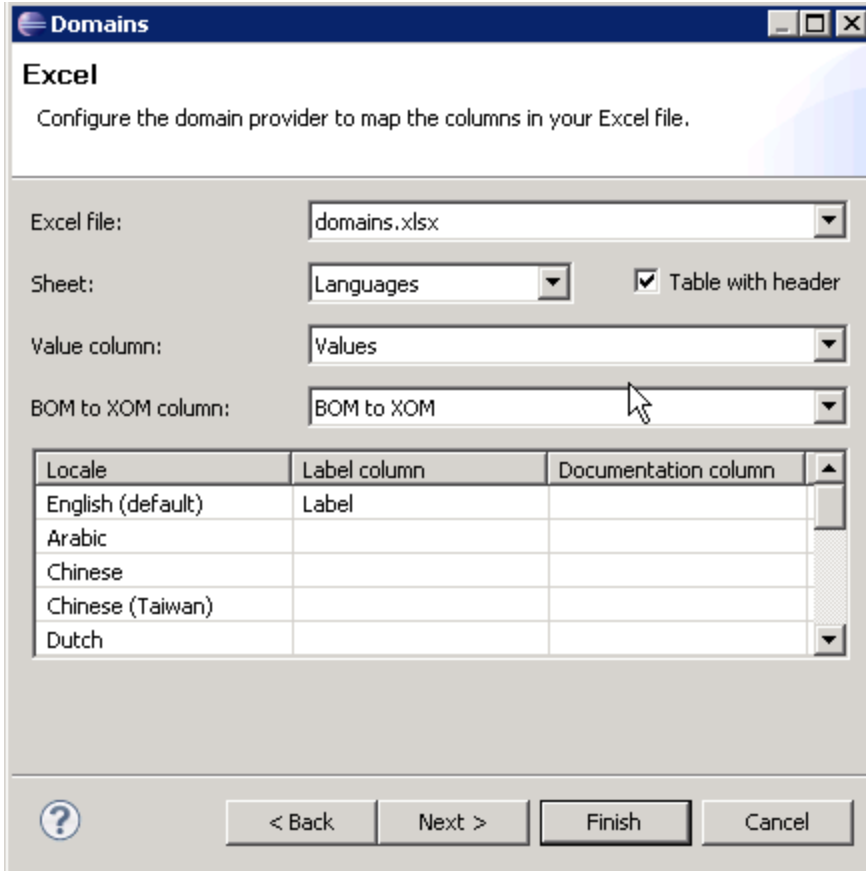 Domains
Excel
Configure the domain provider to map the columns in your Excel file.
Excel file: domains.xlsx
Sheet: Languages Table with header
Value column: Values
BOM to XOM column: BOM to XOM
Locale Label column Documentation column
English (default) Label
Arabic
Chinese
Chinese (Taiwan)
Dutch
? < Back Next > Finish Cancel